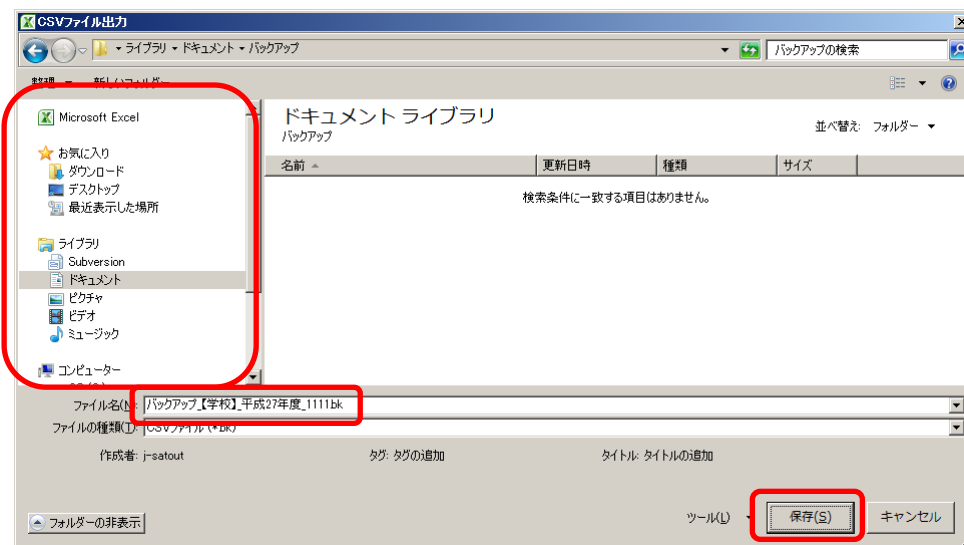 CSVファイル出力
ライブラリ ドキュメント バックアップ
バックアップの検索
整理 新しいフォルダー
Microsoft Excel
お気に入り
ダウンロード
デスクトップ
最近表示した場所
ライブラリ
Subversion
ドキュメント
ピクチャ
ビデオ
ミュージック
コンピューター
ドキュメント ライブラリ
バックアップ
並べ替え: フォルダー
名前 更新日時 種類 サイズ
検索条件に一致する項目はありません。
ファイル名(N): バックアップ_【学校】_平成27年度_1111bk
ファイルの種類(T): CSVファイル (*bk)
作成者: j-satout タグ: タグの追加 タイトル: タイトルの追加
フォルダーの非表示 ツール(L) 保存(S) キャンセル